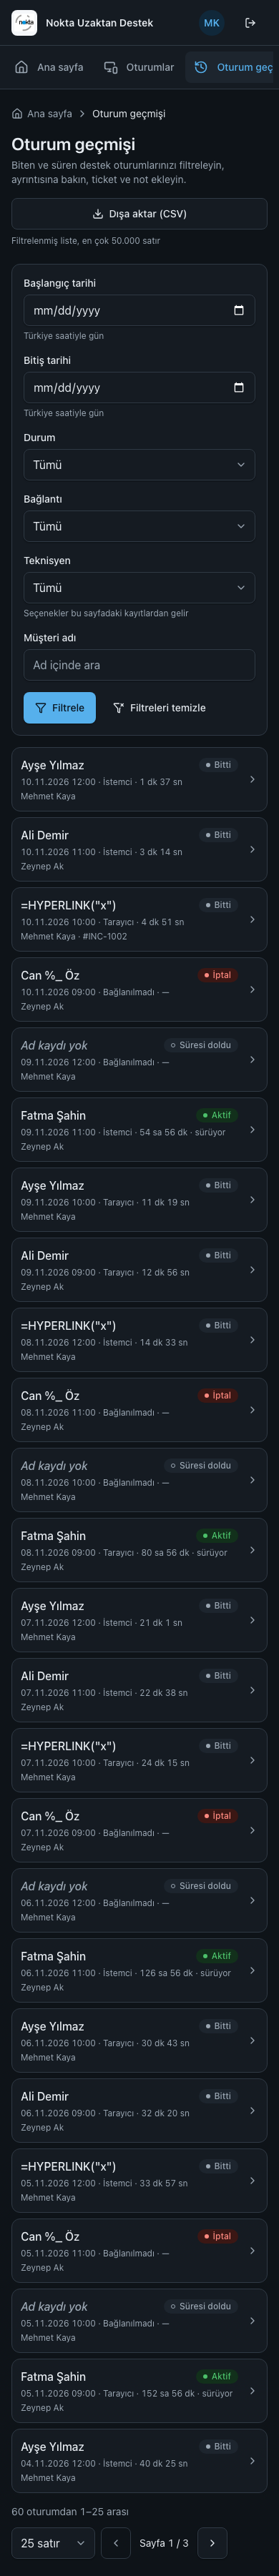 nokta
Nokta Uzaktan Destek
MK
Ana sayfa
Oturumlar
Oturum geç
Ana sayfa > Oturum geçmişi
Oturum geçmişi
Biten ve süren destek oturumlarınızı filtreleyin,
ayrıntısına bakın, ticket ve not ekleyin.
Dışa aktar (CSV)
Filtrelenmiş liste, en çok 50.000 satır
Başlangıç tarihi
mm/dd/yyyy
Türkiye saatiyle gün
Bitiş tarihi
mm/dd/yyyy
Türkiye saatiyle gün
Durum
Tümü
Bağlantı
Tümü
Teknisyen
Tümü
Seçenekler bu sayfadaki kayıtlardan gelir
Müşteri adı
Ad içinde ara
Filtrele
Filtreleri temizle
Ayşe Yılmaz
Bitti
10.11.2026 12:00 · İstemci · 1 dk 37 sn
Mehmet Kaya
Ali Demir
Bitti
10.11.2026 11:00 · İstemci · 3 dk 14 sn
Zeynep Ak
=HYPERLINK("x")
Bitti
10.11.2026 10:00 · Tarayıcı · 4 dk 51 sn
Mehmet Kaya · #INC-1002
Can %_ Öz
İptal
10.11.2026 09:00 · Bağlanılmadı · —
Zeynep Ak
Ad kaydı yok
Süresi doldu
09.11.2026 12:00 · Bağlanılmadı · —
Mehmet Kaya
Fatma Şahin
Aktif
09.11.2026 11:00 · İstemci · 54 sa 56 dk · sürüyor
Zeynep Ak
Ayşe Yılmaz
Bitti
09.11.2026 10:00 · Tarayıcı · 11 dk 19 sn
Mehmet Kaya
Ali Demir
Bitti
09.11.2026 09:00 · Tarayıcı · 12 dk 56 sn
Zeynep Ak
=HYPERLINK("x")
Bitti
08.11.2026 12:00 · İstemci · 14 dk 33 sn
Mehmet Kaya
Can %_ Öz
İptal
08.11.2026 11:00 · Bağlanılmadı · —
Zeynep Ak
Ad kaydı yok
Süresi doldu
08.11.2026 10:00 · Bağlanılmadı · —
Mehmet Kaya
Fatma Şahin
Aktif
08.11.2026 09:00 · Tarayıcı · 80 sa 56 dk · sürüyor
Zeynep Ak
Ayşe Yılmaz
Bitti
07.11.2026 12:00 · İstemci · 21 dk 1 sn
Mehmet Kaya
Ali Demir
Bitti
07.11.2026 11:00 · İstemci · 22 dk 38 sn
Zeynep Ak
=HYPERLINK("x")
Bitti
07.11.2026 10:00 · Tarayıcı · 24 dk 15 sn
Mehmet Kaya
Can %_ Öz
İptal
07.11.2026 09:00 · Bağlanılmadı · —
Zeynep Ak
Ad kaydı yok
Süresi doldu
06.11.2026 12:00 · Bağlanılmadı · —
Mehmet Kaya
Fatma Şahin
Aktif
06.11.2026 11:00 · İstemci · 126 sa 56 dk · sürüyor
Zeynep Ak
Ayşe Yılmaz
Bitti
06.11.2026 10:00 · Tarayıcı · 30 dk 43 sn
Mehmet Kaya
Ali Demir
Bitti
06.11.2026 09:00 · Tarayıcı · 32 dk 20 sn
Zeynep Ak
=HYPERLINK("x")
Bitti
05.11.2026 12:00 · İstemci · 33 dk 57 sn
Mehmet Kaya
Can %_ Öz
İptal
05.11.2026 11:00 · Bağlanılmadı · —
Zeynep Ak
Ad kaydı yok
Süresi doldu
05.11.2026 10:00 · Bağlanılmadı · —
Mehmet Kaya
Fatma Şahin
Aktif
05.11.2026 09:00 · Tarayıcı · 152 sa 56 dk · sürüyor
Zeynep Ak
Ayşe Yılmaz
Bitti
04.11.2026 12:00 · İstemci · 40 dk 25 sn
Mehmet Kaya
60 oturumdan 1–25 arası
25 satır
Sayfa 1 / 3